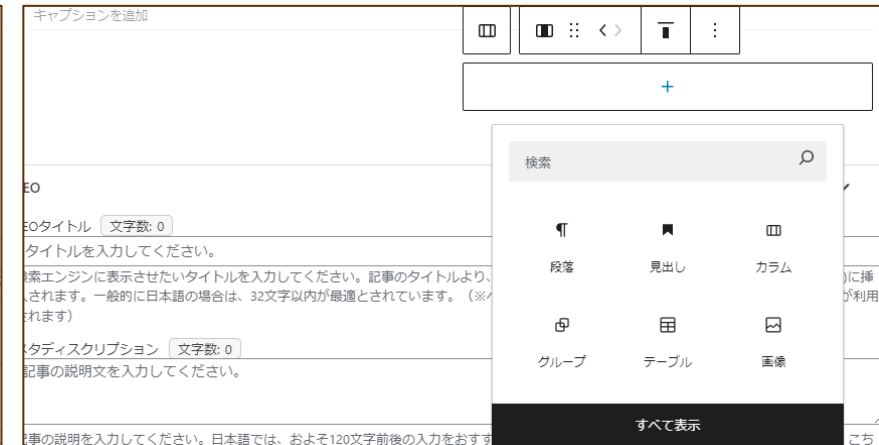 キャプションを追加
検索
EO
EOタイトル 文字数: 0
タイトルを入力してください。
検索エンジンに表示させたいタイトルを入力してください。記事のタイトルより、
に挿
されます。一般的に日本語の場合は、32文字以内が最適とされています。（※
が利用
されます）
段落 見出し カラム
メタディスクリプション 文字数: 0
記事の説明文を入力してください。
グループ テーブル 画像
すべて表示
記事の説明を入力してください。日本語では、およそ120文字前後の入力をおすす
こち